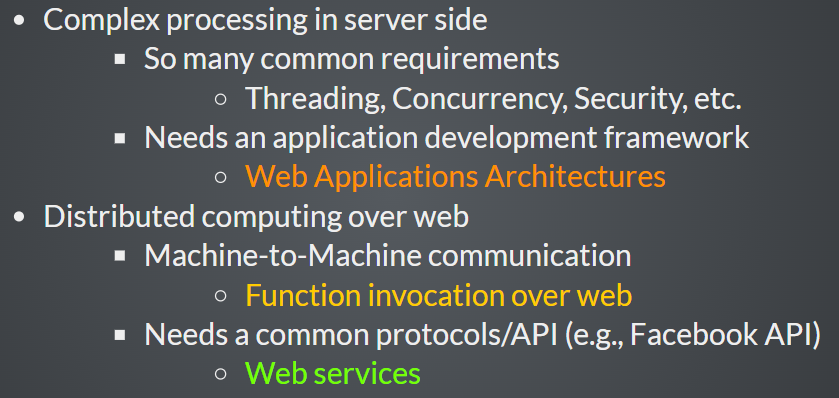 Complex processing in server side
So many common requirements
Threading, Concurrency, Security, etc.
Needs an application development framework
Web Applications Architectures
Distributed computing over web
Machine-to-Machine communication
Function invocation over web
Needs a common protocols/API (e.g., Facebook API)
Web services